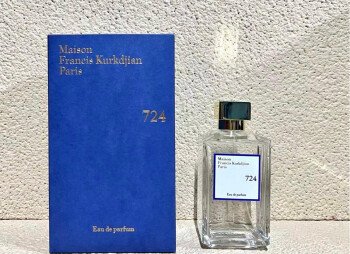 Maison
Francis Kurkdjian
Paris
724
Eau de parfum
Maison
Francis Kurkdjian
Paris
724
Eau de parfum